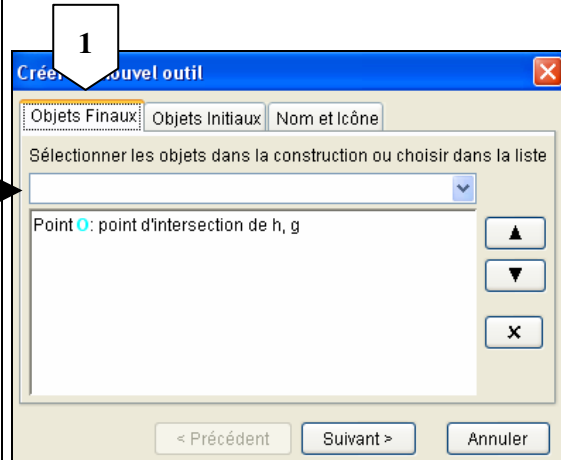 1
Créer nouvel outil
Objets Finaux Objets Initiaux Nom et Icône
Sélectionner les objets dans la construction ou choisir dans la liste
Point O: point d'intersection de h, g
< Précédent Suivant > Annuler